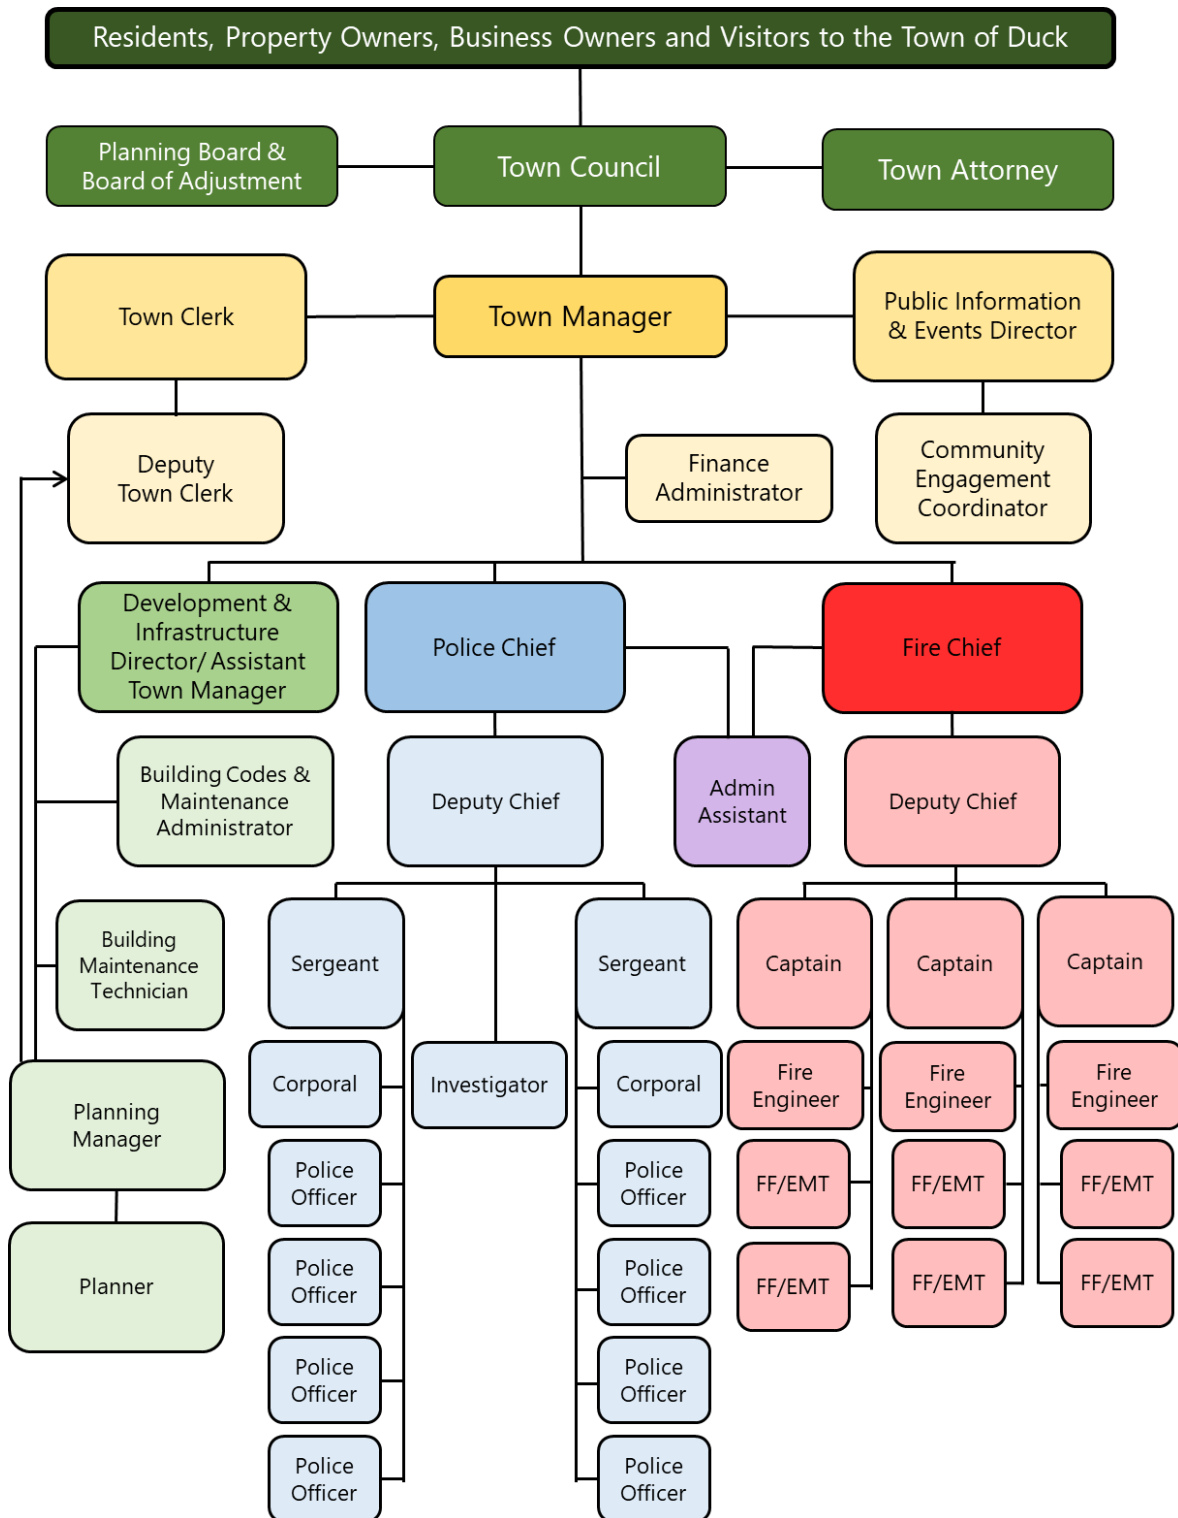 Residents, Property Owners, Business Owners and Visitors to the Town of Duck
Planning Board &
Board of Adjustment
Town Council
Town Attorney
Town Clerk
Town Manager
Public Information
& Events Director
Deputy
Town Clerk
Finance
Administrator
Community
Engagement
Coordinator
Development &
Infrastructure
Director/ Assistant
Town Manager
Police Chief
Fire Chief
Building Codes &
Maintenance
Administrator
Deputy Chief
Admin
Assistant
Deputy Chief
Building
Maintenance
Technician
Sergeant
Sergeant
Captain
Captain
Captain
Planning
Manager
Corporal
Investigator
Corporal
Fire
Engineer
Fire
Engineer
Fire
Engineer
Police
Officer
Police
Officer
FF/EMT
FF/EMT
FF/EMT
Planner
Police
Officer
Police
Officer
FF/EMT
FF/EMT
FF/EMT
Police
Officer
Police
Officer
Police
Officer
Police
Officer